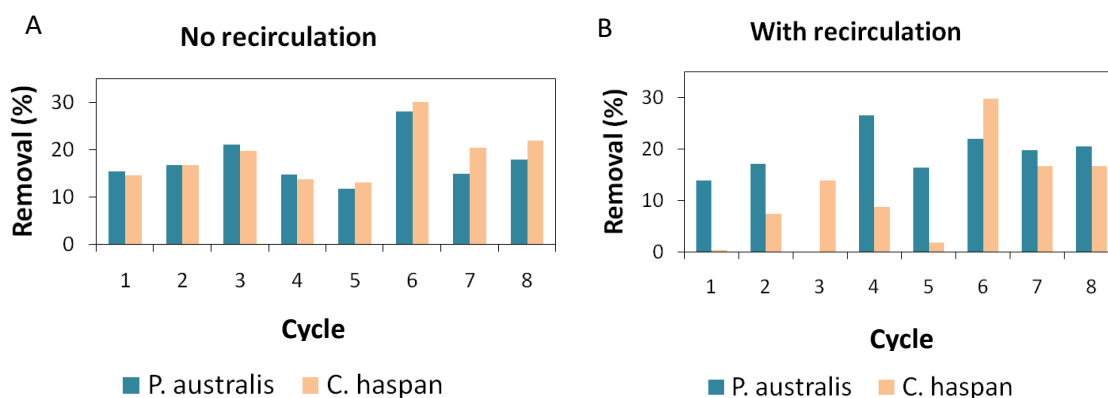 A
No recirculation
Removal (%)
30
20
10
0
1 2 3 4 5 6 7 8
Cycle
P. australis C. haspan
B
With recirculation
Removal (%)
30
20
10
0
1 2 3 4 5 6 7 8
Cycle
P. australis C. haspan